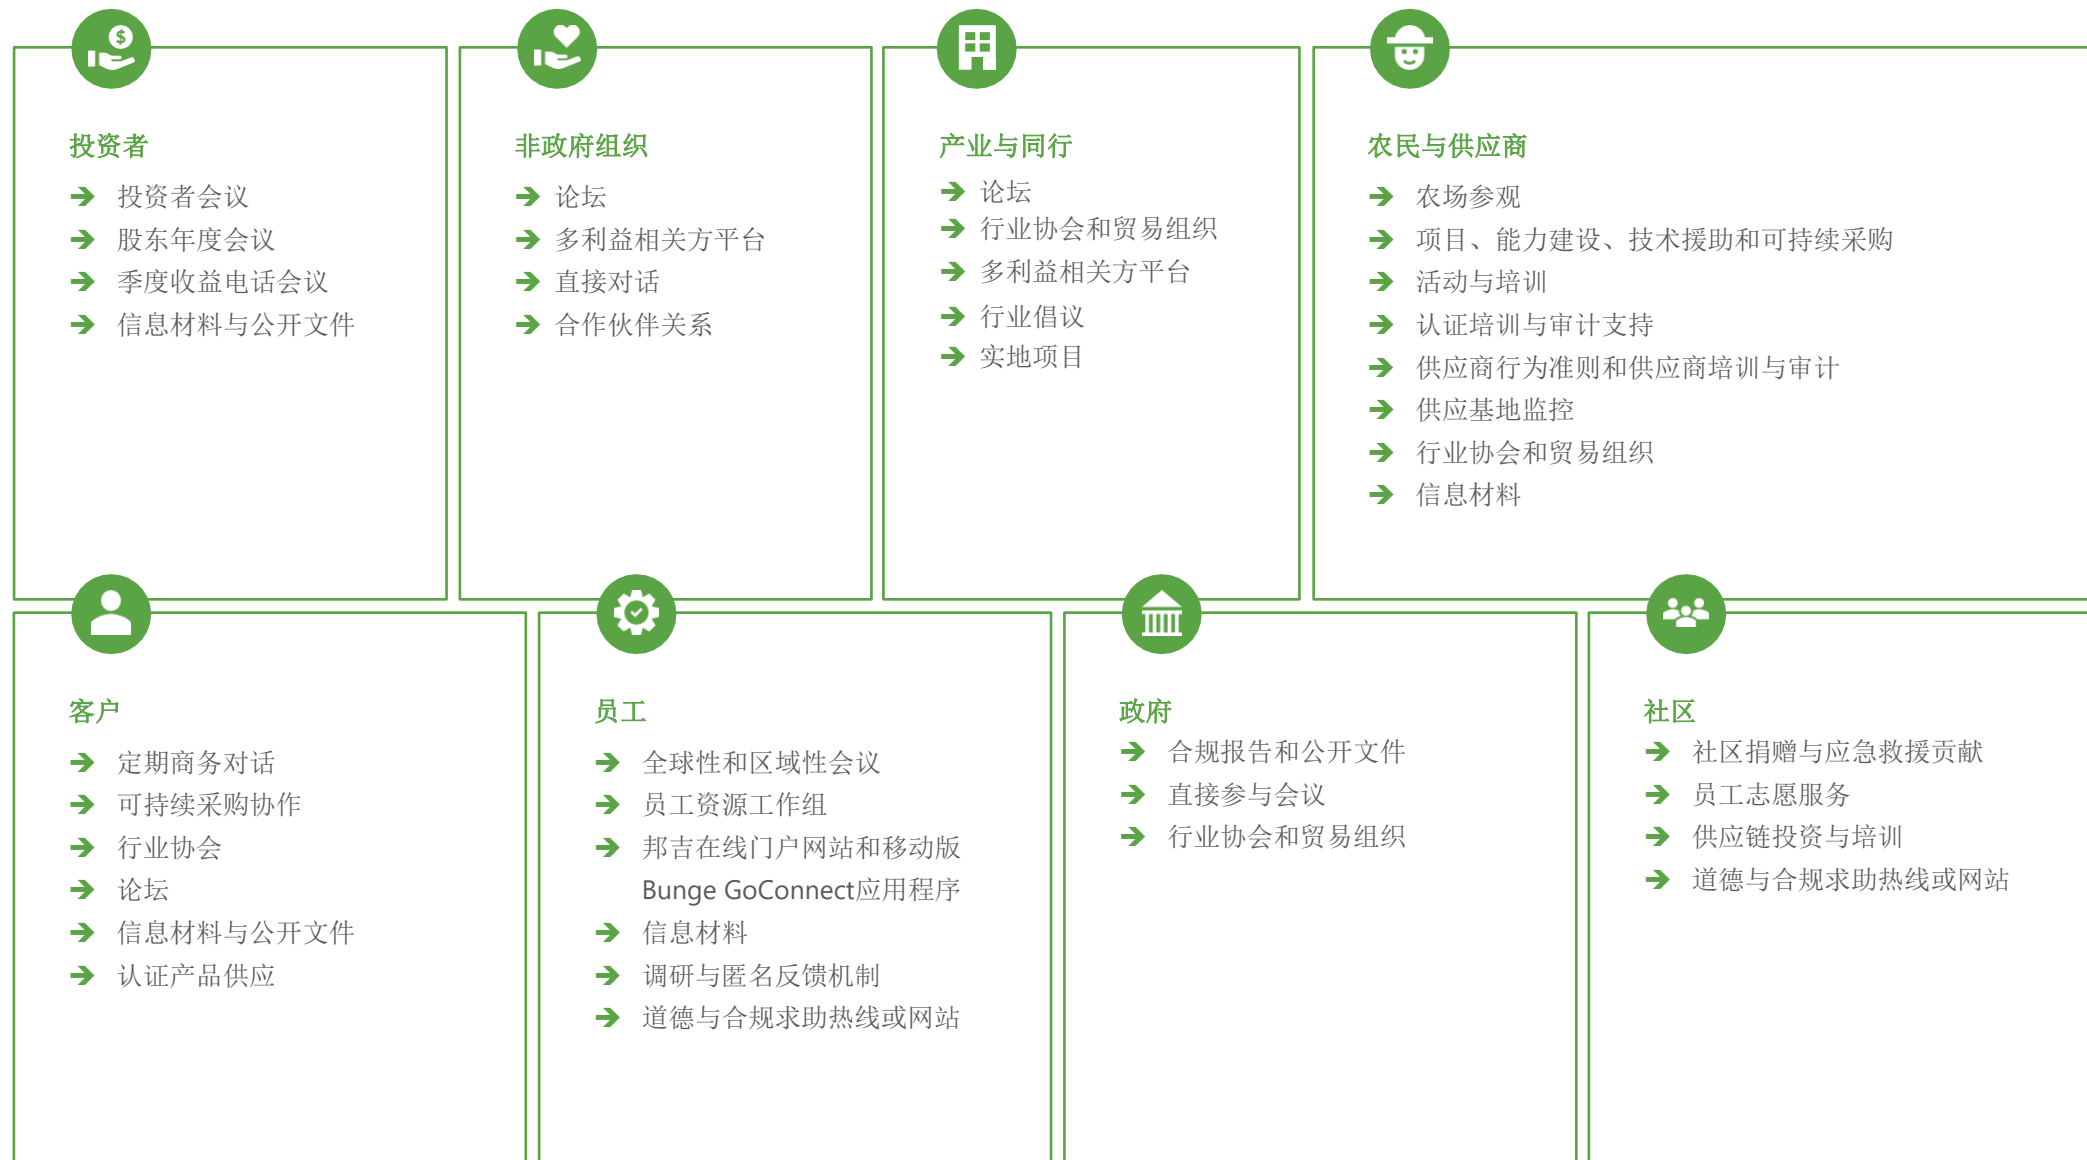 投资者
投资者会议
股东年度会议
季度收益电话会议
信息材料与公开文件
非政府组织
论坛
多利益相关方平台
直接对话
合作伙伴关系
产业与同行
论坛
行业协会和贸易组织
多利益相关方平台
行业倡议
实地项目
农民与供应商
农场参观
项目、能力建设、技术援助和可持续采购
活动与培训
认证培训与审计支持
供应商行为准则和供应商培训与审计
供应基地监控
行业协会和贸易组织
信息材料
客户
定期商务对话
可持续采购协作
行业协会
论坛
信息材料与公开文件
认证产品供应
员工
全球性和区域性会议
员工资源工作组
邦吉在线门户网站和移动版
Bunge GoConnect应用程序
信息材料
调研与匿名反馈机制
道德与合规求助热线或网站
政府
合规报告和公开文件
直接参与会议
行业协会和贸易组织
社区
社区捐赠与应急救援贡献
员工志愿服务
供应链投资与培训
道德与合规求助热线或网站